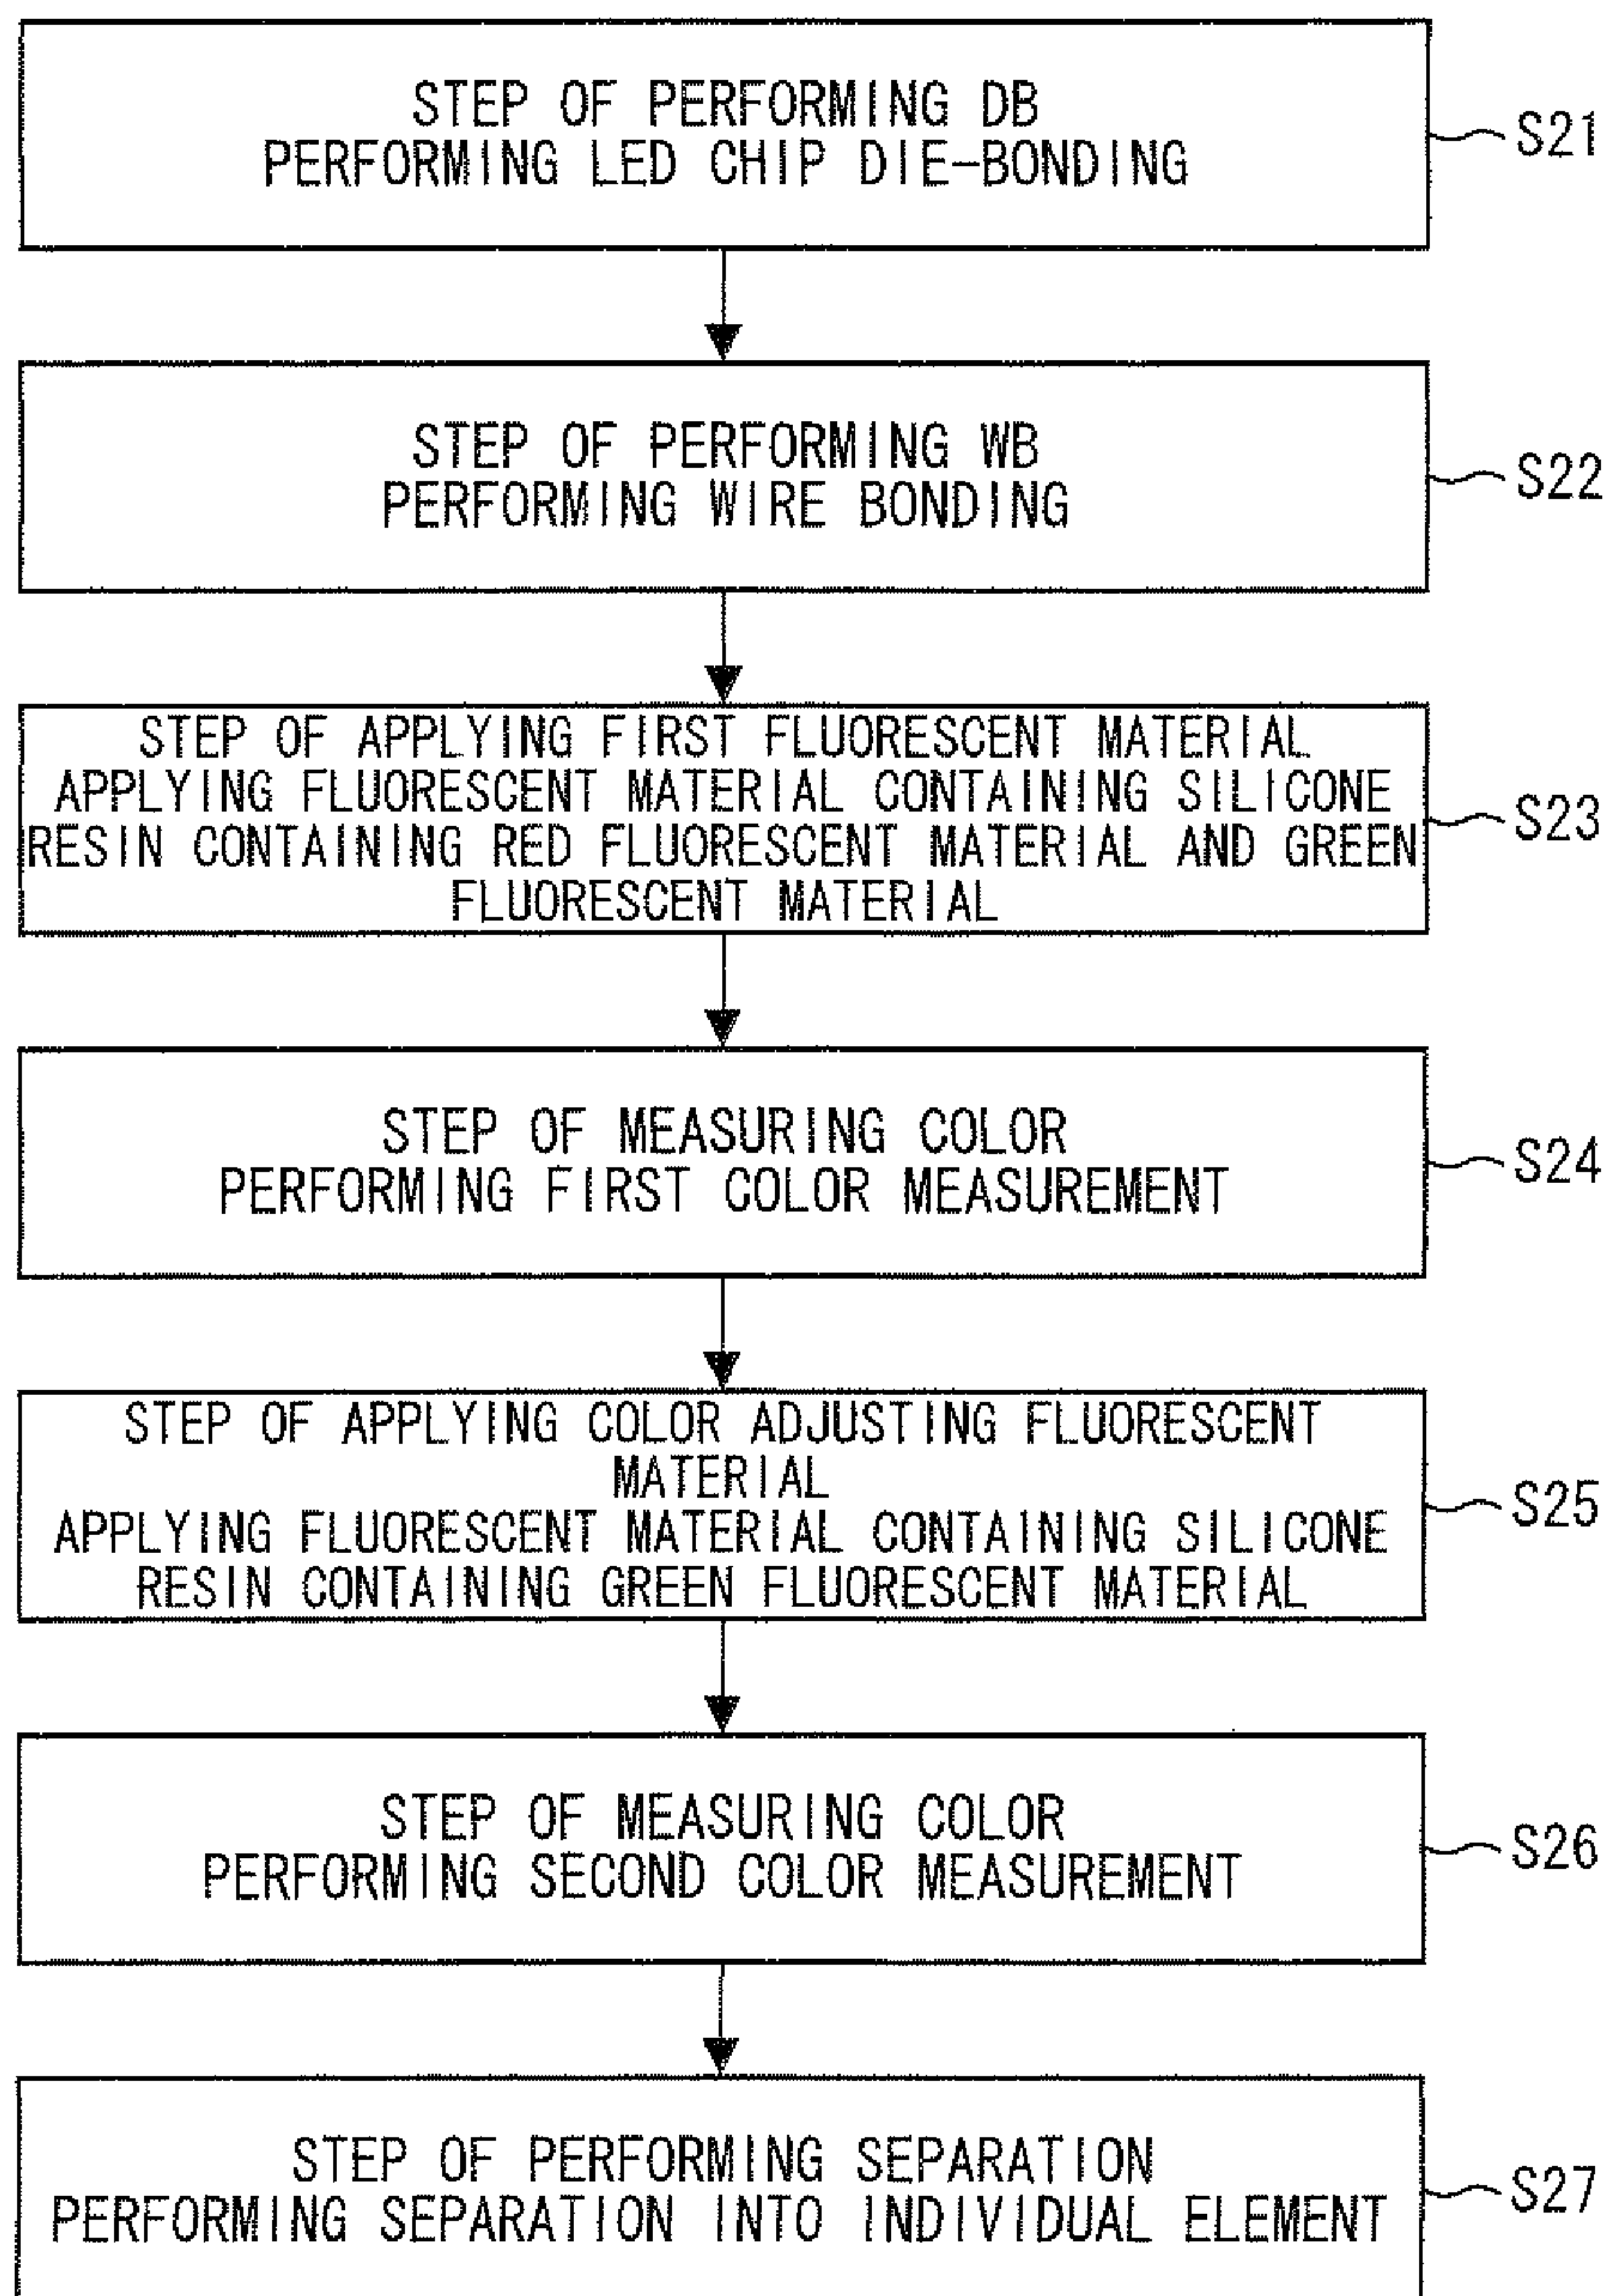 STEP OF PERFORMING DB
PERFORMING LED CHIP DIE-BONDING
S21
STEP OF PERFORMING WB
PERFORMING WIRE BONDING
S22
STEP OF APPLYING FIRST FLUORESCENT MATERIAL
APPLYING FLUORESCENT MATERIAL CONTAINING SILICONE
RESIN CONTAINING RED FLUORESCENT MATERIAL AND GREEN
FLUORESCENT MATERIAL
S23
STEP OF MEASURING COLOR
PERFORMING FIRST COLOR MEASUREMENT
S24
STEP OF APPLYING COLOR ADJUSTING FLUORESCENT
MATERIAL
APPLYING FLUORESCENT MATERIAL CONTAINING SILICONE
RESIN CONTAINING GREEN FLUORESCENT MATERIAL
S25
STEP OF MEASURING COLOR
PERFORMING SECOND COLOR MEASUREMENT
S26
STEP OF PERFORMING SEPARATION
PERFORMING SEPARATION INTO INDIVIDUAL ELEMENT
S27